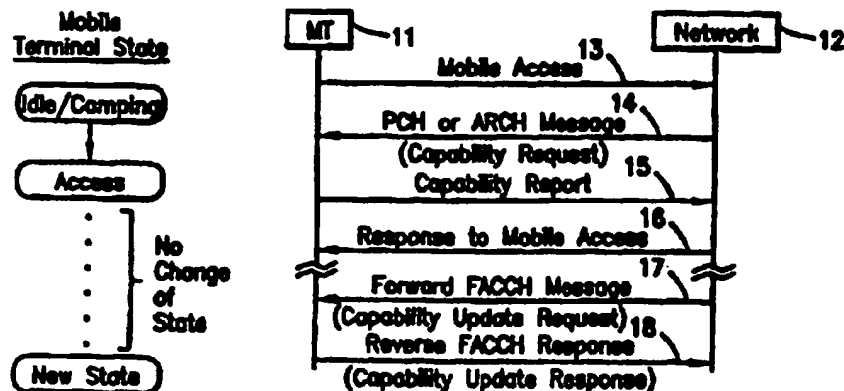 Mobile
Terminal State
Idle/Camping
Access
No
Change
of
State
New State
MT
11
Network
12
13
Mobile Access
14
PCH or ARCH Message
(Capability Request)
15
Capability Report
16
Response to Mobile Access
17
Forward FACCH Message
(Capability Update Request)
18
Reverse FACCH Response
(Capability Update Response)